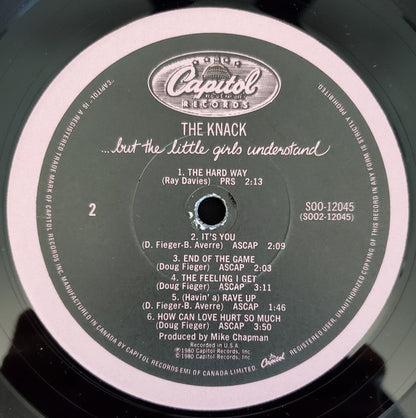 Capitol
RECORDS
THE KNACK
...but the little girls understand
1. THE HARD WAY
(Ray Davies) PRS 2:13
2
SOO-12045
(SOO2-12045)
2. IT'S YOU
(D. Fieger-B. Averre) ASCAP 2:09
3. END OF THE GAME
(Doug Fieger) ASCAP 2:03
4. THE FEELING I GET
(Doug Fieger) ASCAP 3:11
5. (Havin' a) RAVE UP
(D. Fieger-B. Averre) ASCAP 1:46
6. HOW CAN LOVE HURT SO MUCH
(Doug Fieger) ASCAP 3:50
Produced by Mike Chapman
Recorded in U.S.A.
©1980 Capitol Records, Inc.
℗1980 Capitol Records, Inc.
Capitol
MANUFACTURED IN CANADA BY CAPITOL RECORDS EMI OF CANADA LIMITED.
"CAPITOL" IS A REGISTERED TRADE MARK OF CAPITOL RECORDS INC.
REGISTERED USER. UNAUTHORIZED COPYING OF THIS RECORD IN ANY FORM IS STRICTLY PROHIBITED.